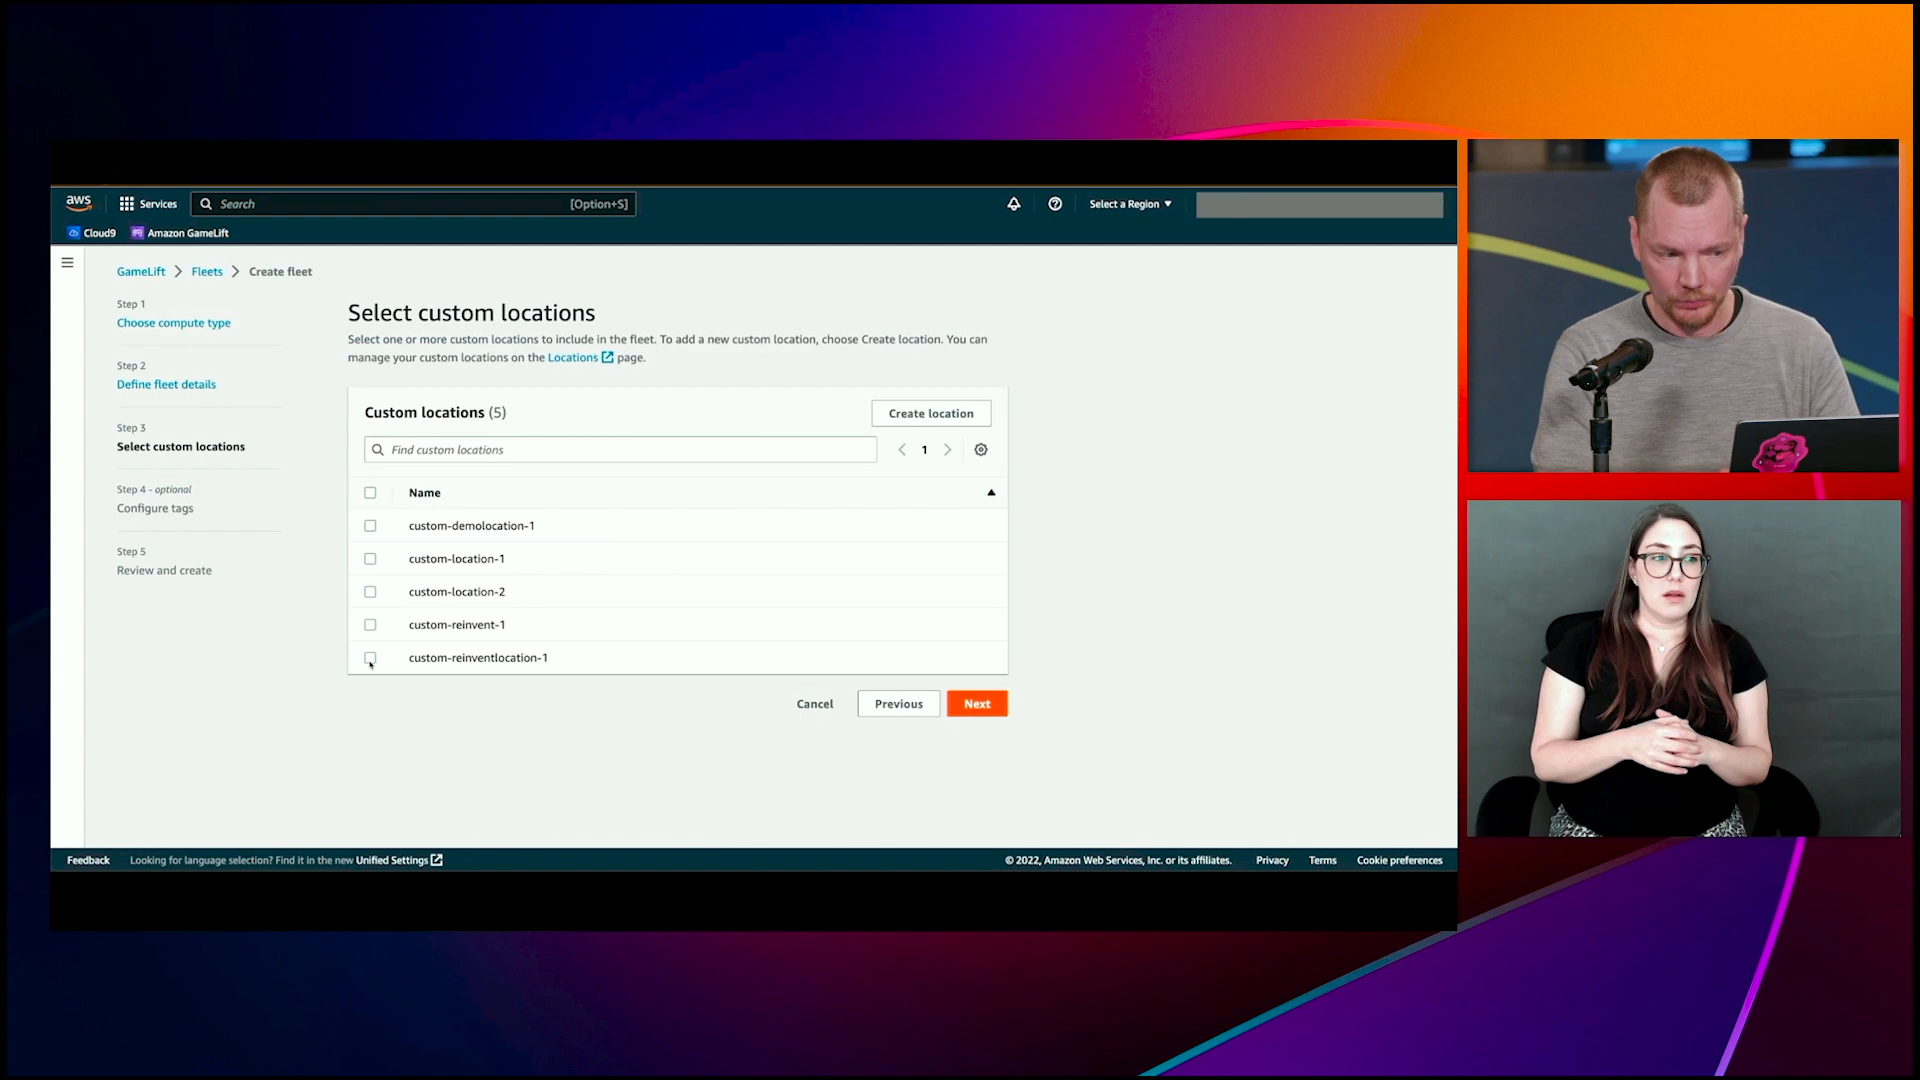 aws
Services
Search
[Option+S]
Select a Region
Cloud9
Amazon GameLift
GameLift
Fleets
Create fleet
Step 1
Choose compute type
Step 2
Define fleet details
Step 3
Select custom locations
Step 4 - optional
Configure tags
Step 5
Review and create
Select custom locations
Select one or more custom locations to include in the fleet. To add a new custom location, choose Create location. You can
manage your custom locations on the Locations page.
Custom locations (5)
Create location
Find custom locations
1
Name
custom-demolocation-1
custom-location-1
custom-location-2
custom-reinvent-1
custom-reinventlocation-1
Cancel
Previous
Next
Feedback
Looking for language selection? Find it in the new Unified Settings
© 2022, Amazon Web Services, Inc. or its affiliates.
Privacy
Terms
Cookie preferences